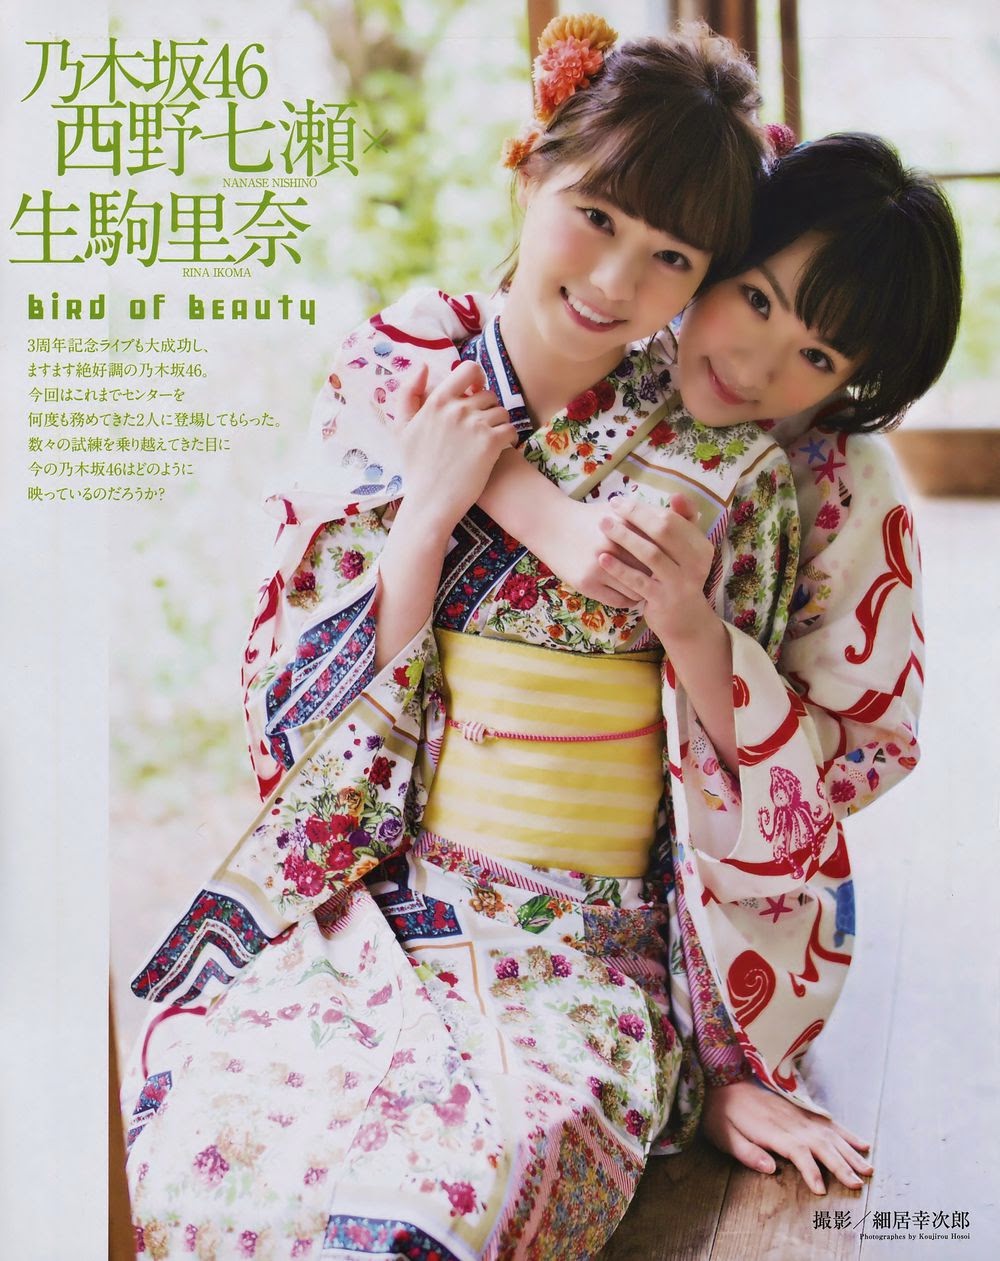 乃木坂46
西野七瀬×
NANASE NISHINO
生駒里奈
RINA IKOMA
BIRD OF BEAUTY
3周年記念ライブも大成功し、
ますます絶好調の乃木坂46。
今回はこれまでセンターを
何度も務めてきた2人に登場してもらった。
数々の試練を乗り越えてきた目に
今の乃木坂46はどのように
映っているのだろうか?
撮影/細居幸次郎
Photographes by Koujirou Hosoi